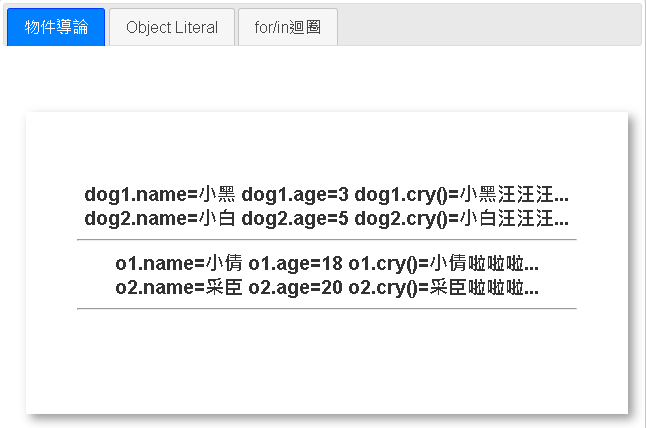 物件導論 Object Literal for/in迴圈
dog1.name=小黑 dog1.age=3 dog1.cry()=小黑汪汪汪...
dog2.name=小白 dog2.age=5 dog2.cry()=小白汪汪汪...
o1.name=小倩 o1.age=18 o1.cry()=小倩啦啦啦...
o2.name=采臣 o2.age=20 o2.cry()=采臣啦啦啦...